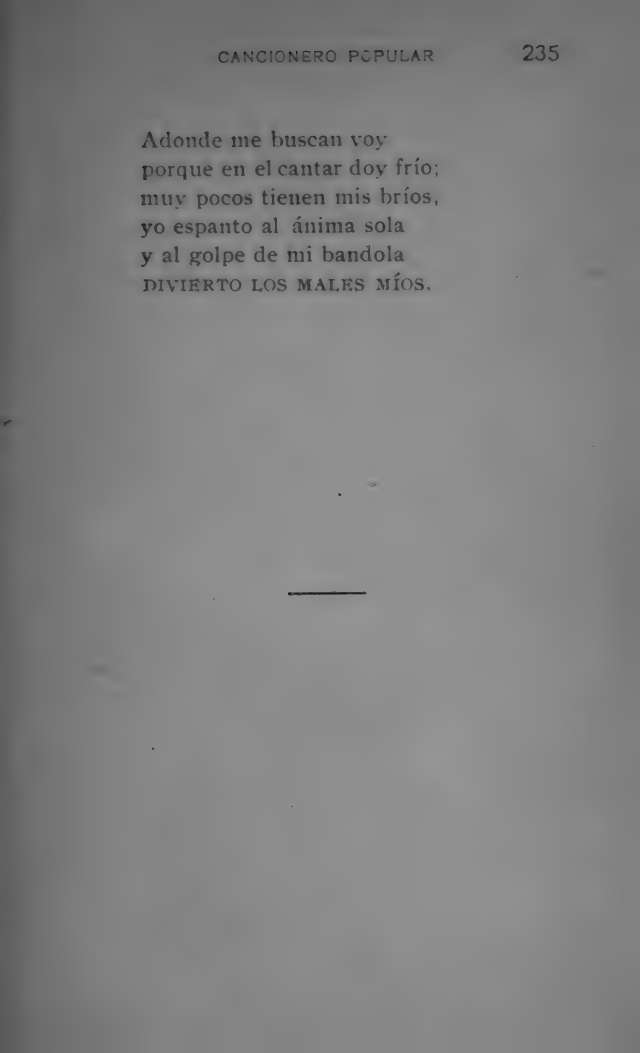 CANCIONERO POPULAR 235
Adonde me buscan voy
porque en el cantar doy frío;
muy pocos tienen mis bríos,
yo espanto al ánima sola
y al golpe de mi bandola
DIVIERTO LOS MALES MÍOS.